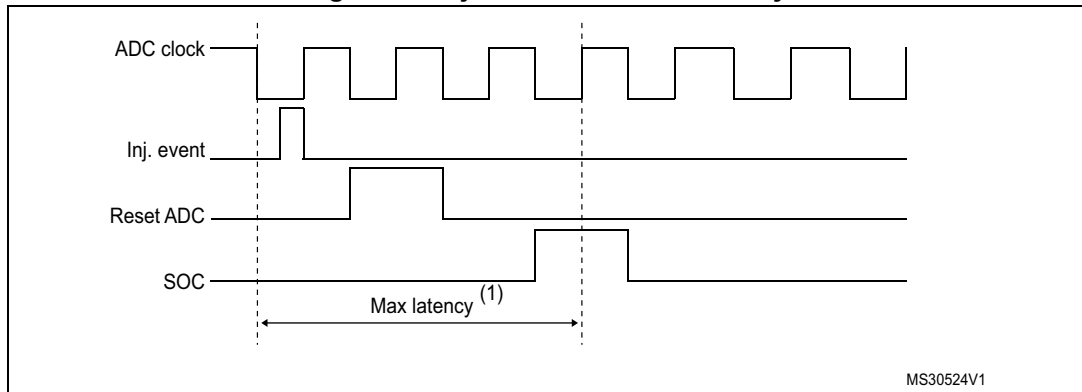 ADC clock
Inj. event
Reset ADC
SOC
Max latency (1)
MS30524V1